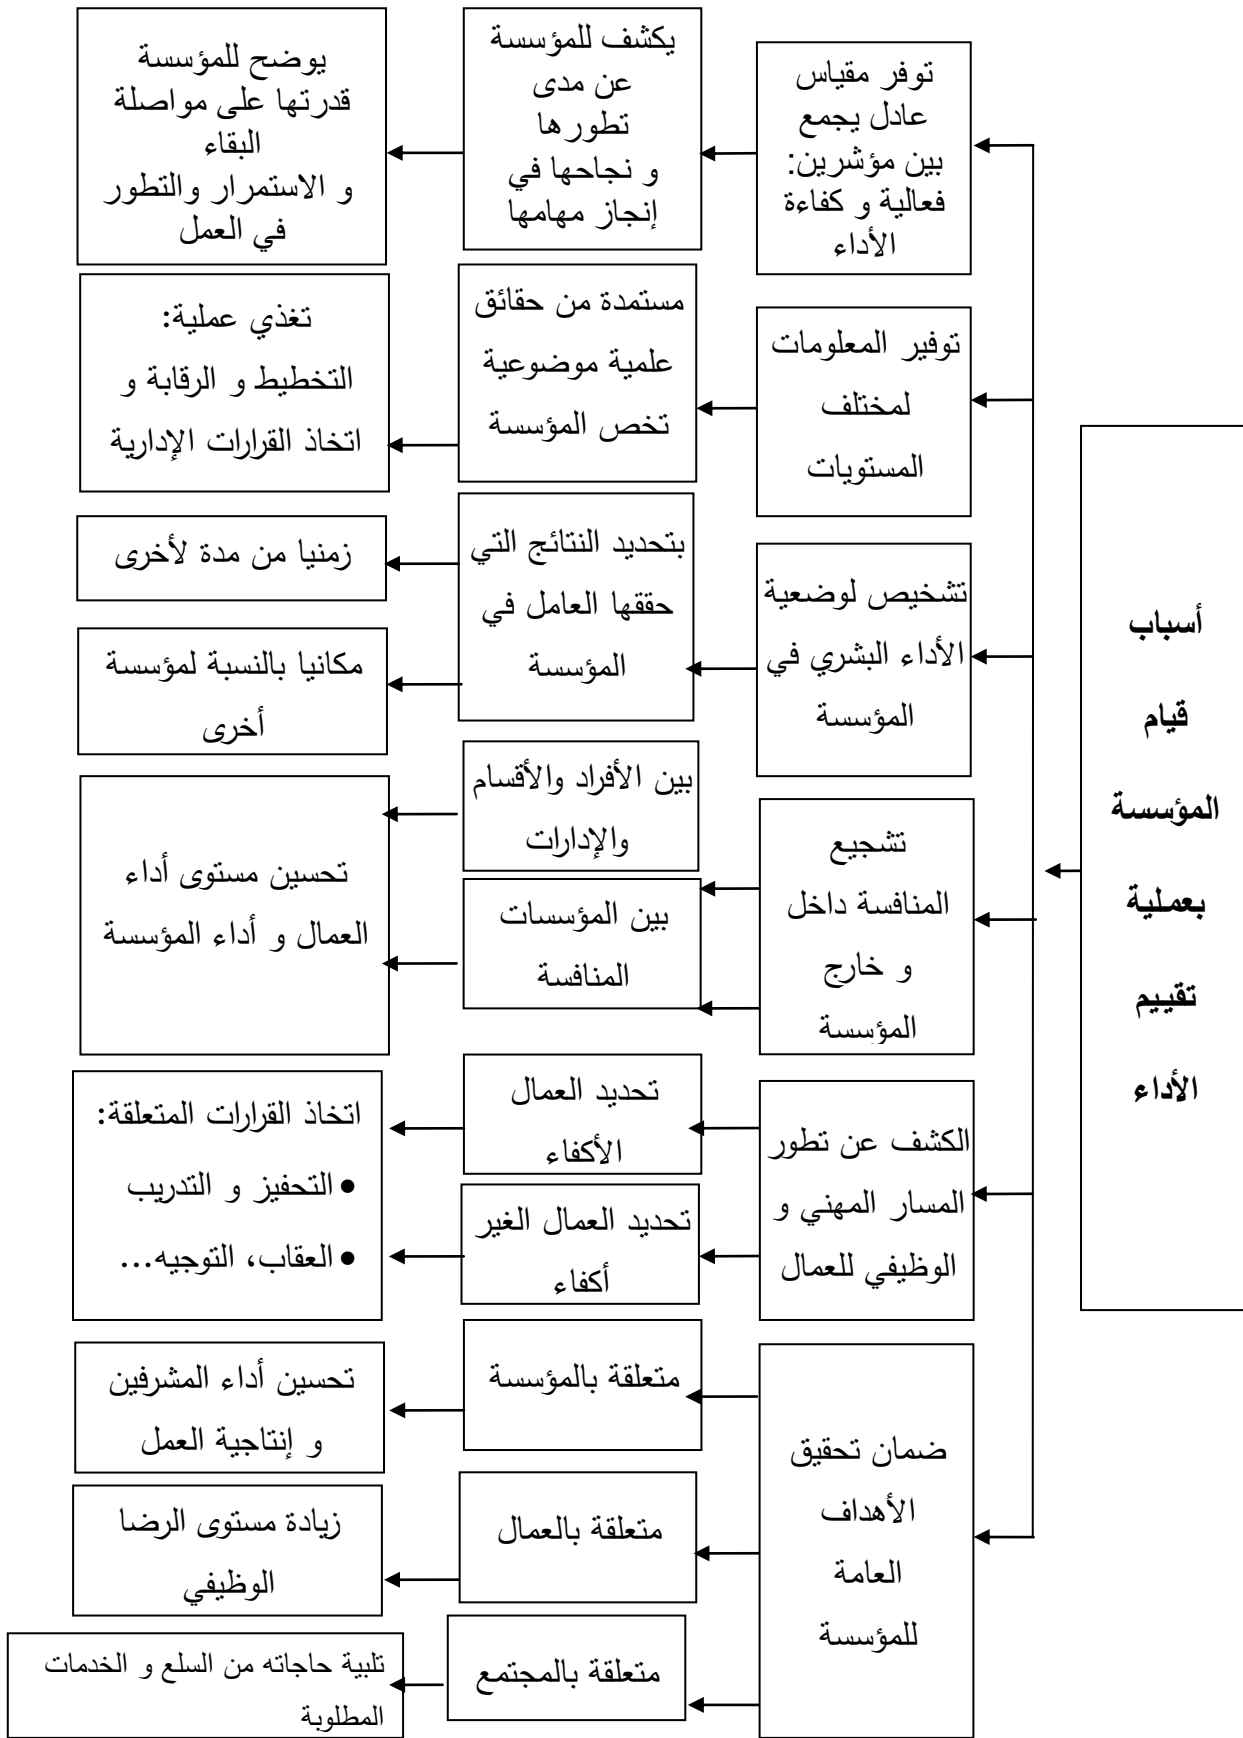 أسباب
قيام
المؤسسة
بعملية
تقييم
الأداء
توفر مقياس
عادل يجمع
بين مؤشرين:
فعالية و كفاءة
الأداء
يكشف للمؤسسة
عن مدى
تطورها
و نجاحها في
إنجاز مهامها
يوضح للمؤسسة
قدرتها على مواصلة
البقاء
و الاستمرار والتطور
في العمل
توفير المعلومات
لمختلف
المستويات
مستمدة من حقائق
علمية موضوعية
تخص المؤسسة
تغذي عملية:
التخطيط و الرقابة و
اتخاذ القرارات الإدارية
تشخيص لوضعية
الأداء البشري في
المؤسسة
بتحديد النتائج التي
حققها العامل في
المؤسسة
زمنيا من مدة لأخرى
مكانيا بالنسبة لمؤسسة
أخرى
تشجيع
المنافسة داخل
و خارج
المؤسسة
بين الأفراد والأقسام
والإدارات
بين المؤسسات
المنافسة
تحسين مستوى أداء
العمال و أداء المؤسسة
الكشف عن تطور
المسار المهني و
الوظيفي للعمال
تحديد العمال
الأكفاء
تحديد العمال الغير
أكفاء
اتخاذ القرارات المتعلقة:
• التحفيز و التدريب
• العقاب، التوجيه...
ضمان تحقيق
الأهداف
العامة
للمؤسسة
متعلقة بالمؤسسة
تحسين أداء المشرفين
و إنتاجية العمل
متعلقة بالعمال
زيادة مستوى الرضا
الوظيفي
متعلقة بالمجتمع
تلبية حاجاته من السلع و الخدمات
المطلوبة